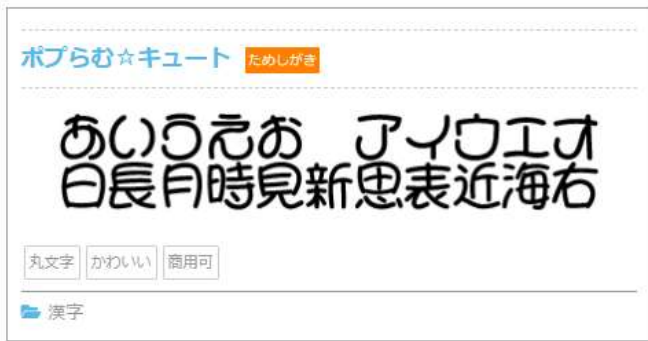 ポプらむ☆キュート ためしがき
あいうえお　アイウエオ
日長月時見新思表近海右
丸文字 かわいい 商用可
漢字